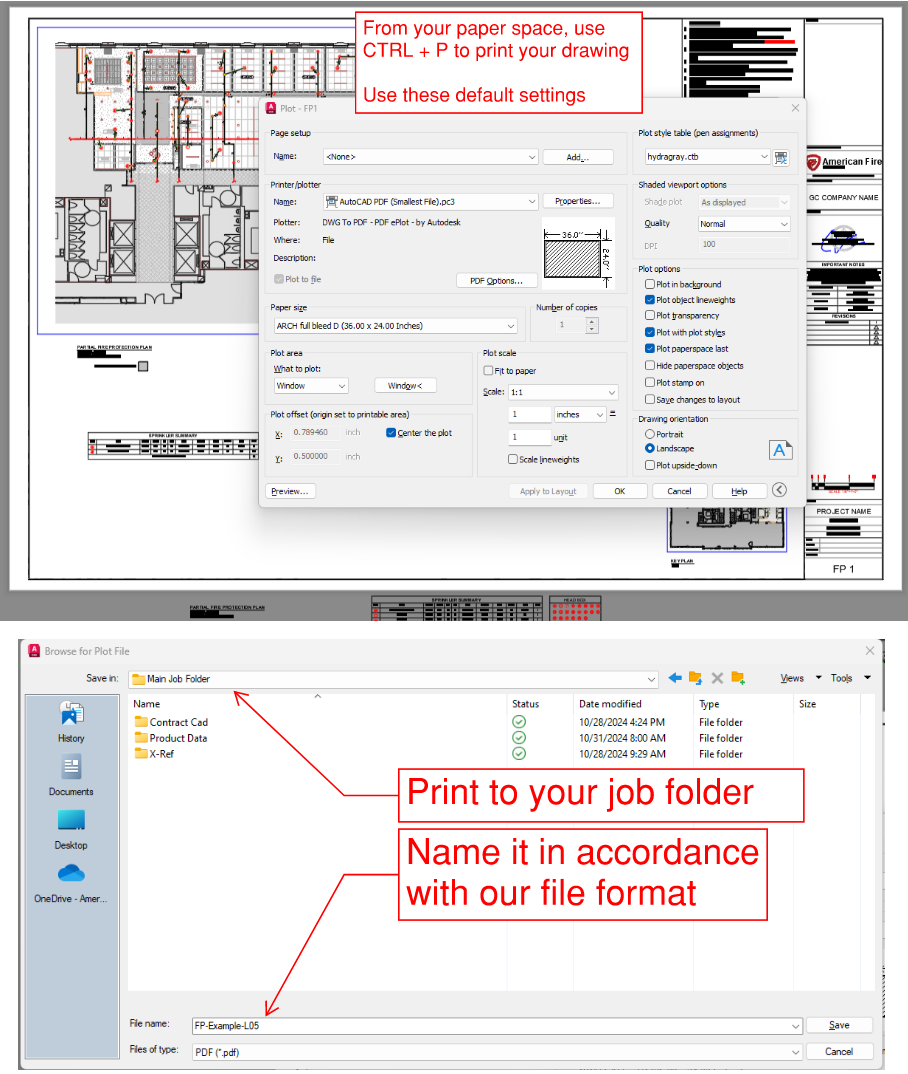 From your paper space, use
CTRL + P to print your drawing
Use these default settings
Plot - FP1
Page setup
Name:
<None>
Add...
Printer/plotter
Name:
AutoCAD PDF (Smallest File).pc3
Properties...
Plotter:
DWG To PDF - PDF ePlot - by Autodesk
Where:
File
Description:
Plot to file
PDF Options...
36.0''
24.0''
Paper size
ARCH full bleed D (36.00 x 24.00 Inches)
Number of copies
1
Plot area
What to plot:
Window
Window<
Plot scale
Fit to paper
Scale:
1:1
1
inches
=
1
unit
Scale lineweights
Plot offset (origin set to printable area)
X:
0.789460
inch
Center the plot
Y:
0.500000
inch
Plot style table (pen assignments)
hydragray.ctb
Shaded viewport options
Shade plot
As displayed
Quality
Normal
DPI
100
Plot options
Plot in background
Plot object lineweights
Plot transparency
Plot with plot styles
Plot paperspace last
Hide paperspace objects
Plot stamp on
Save changes to layout
Drawing orientation
Portrait
Landscape
Plot upside-down
A
Preview...
Apply to Layout
OK
Cancel
Help
American Fire
GC COMPANY NAME
IMPORTANT NOTES
REVISIONS
PROJECT NAME
FP 1
PARTIAL FIRE PROTECTION PLAN
SPRINKLER SUMMARY
KEY PLAN
PARTIAL FIRE PROTECTION PLAN
SPRINKLER SUMMARY
Browse for Plot File
Save in:
Main Job Folder
Views
Tools
Name
Status
Date modified
Type
Size
Contract Cad
10/28/2024 4:24 PM
File folder
Product Data
10/31/2024 8:00 AM
File folder
X-Ref
10/28/2024 9:29 AM
File folder
History
Documents
Desktop
OneDrive - Amer...
Print to your job folder
Name it in accordance
with our file format
File name:
FP-Example-L05
Save
Files of type:
PDF (*.pdf)
Cancel